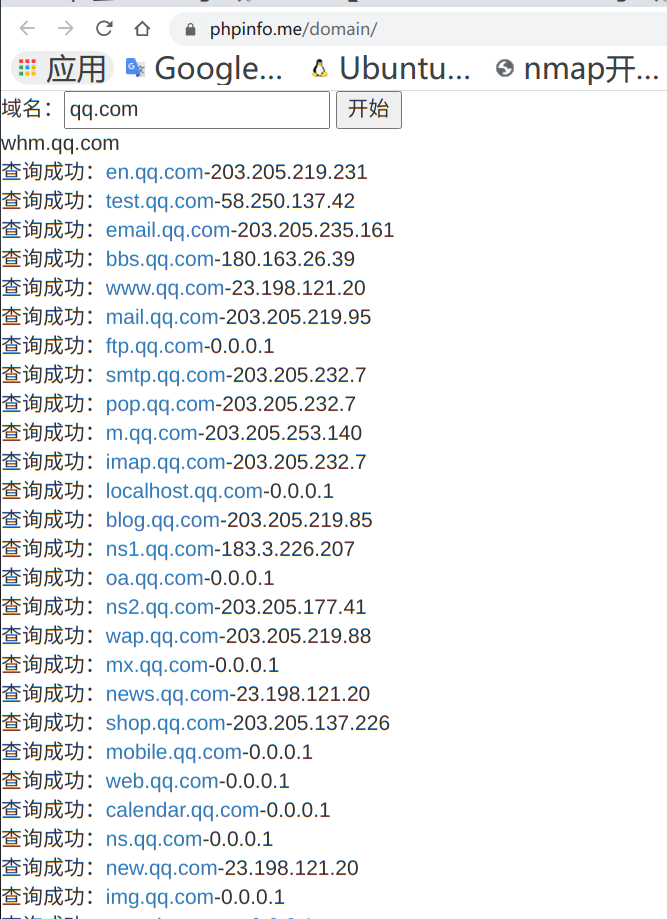 phpinfo.me/domain/
应用 Google... Ubuntu... nmap开...
域名： qq.com 开始
whm.qq.com
查询成功：en.qq.com-203.205.219.231
查询成功：test.qq.com-58.250.137.42
查询成功：email.qq.com-203.205.235.161
查询成功：bbs.qq.com-180.163.26.39
查询成功：www.qq.com-23.198.121.20
查询成功：mail.qq.com-203.205.219.95
查询成功：ftp.qq.com-0.0.0.1
查询成功：smtp.qq.com-203.205.232.7
查询成功：pop.qq.com-203.205.232.7
查询成功：m.qq.com-203.205.253.140
查询成功：imap.qq.com-203.205.232.7
查询成功：localhost.qq.com-0.0.0.1
查询成功：blog.qq.com-203.205.219.85
查询成功：ns1.qq.com-183.3.226.207
查询成功：oa.qq.com-0.0.0.1
查询成功：ns2.qq.com-203.205.177.41
查询成功：wap.qq.com-203.205.219.88
查询成功：mx.qq.com-0.0.0.1
查询成功：news.qq.com-23.198.121.20
查询成功：shop.qq.com-203.205.137.226
查询成功：mobile.qq.com-0.0.0.1
查询成功：web.qq.com-0.0.0.1
查询成功：calendar.qq.com-0.0.0.1
查询成功：ns.qq.com-0.0.0.1
查询成功：new.qq.com-23.198.121.20
查询成功：img.qq.com-0.0.0.1